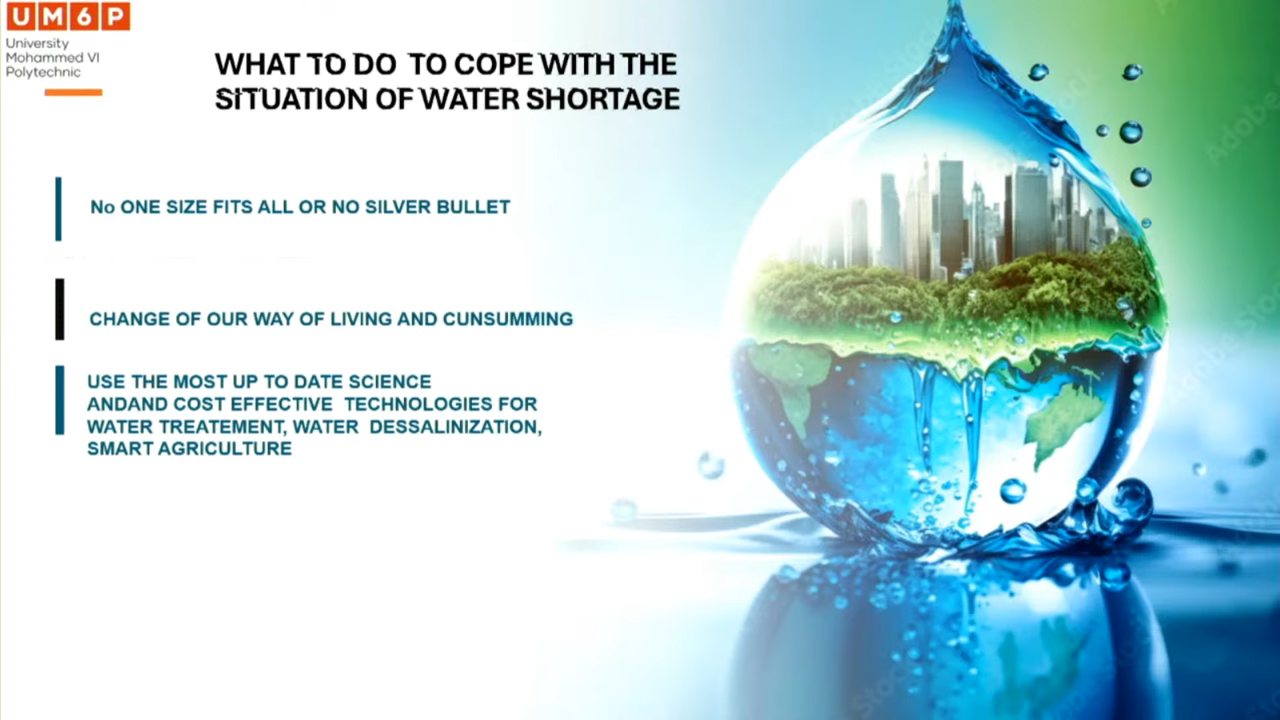 UM6P
University
Mohammed VI
Polytechnic
WHAT TO DO TO COPE WITH THE
SITUATION OF WATER SHORTAGE
No ONE SIZE FITS ALL OR NO SILVER BULLET
CHANGE OF OUR WAY OF LIVING AND CUNSUMMING
USE THE MOST UP TO DATE SCIENCE
ANDAND COST EFFECTIVE TECHNOLOGIES FOR
WATER TREATEMENT, WATER DESSALINIZATION,
SMART AGRICULTURE